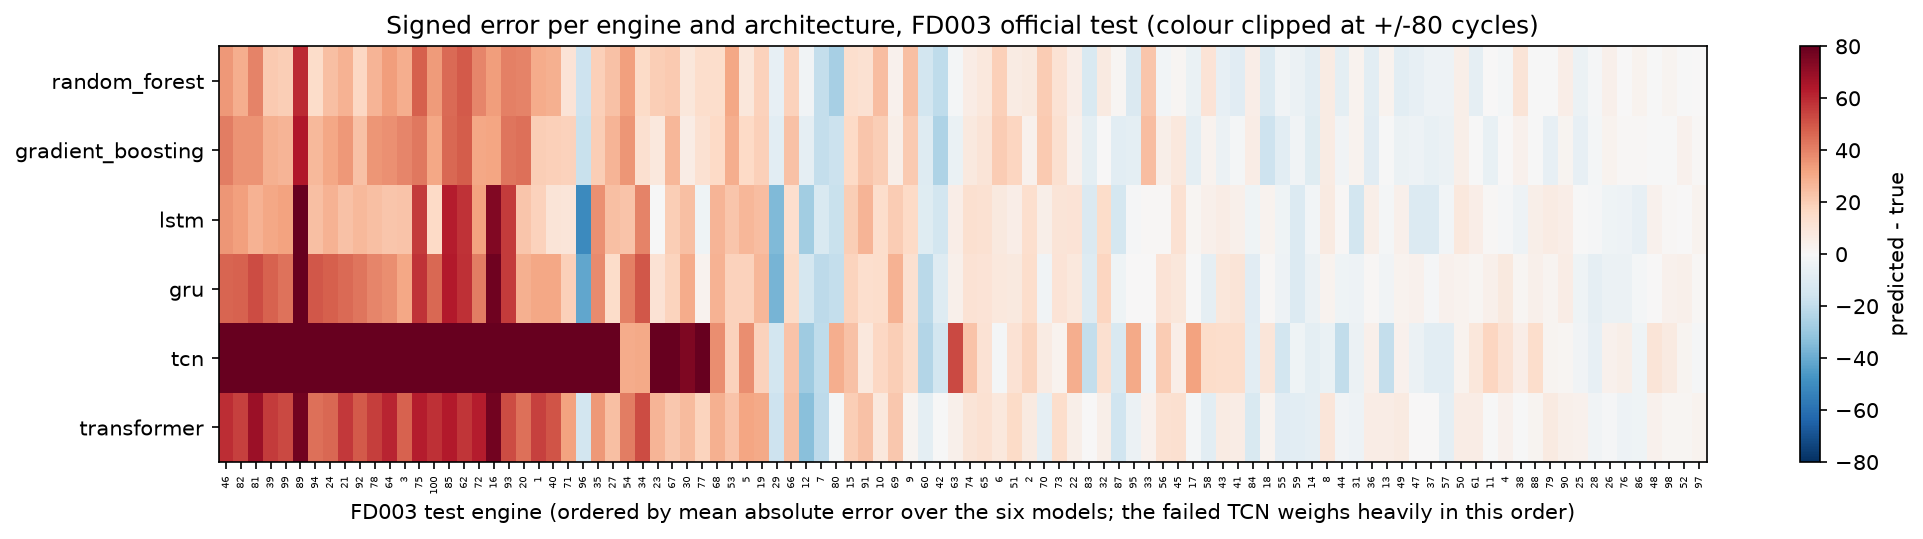 Signed error per engine and architecture, FD003 official test (colour clipped at +/-80 cycles)
random_forest
gradient_boosting
lstm
gru
tcn
transformer
46 82 81 39 99 89 94 24 21 92 78 64 3 75 100 85 62 72 16 93 20 1 40 71 96 35 27 54 34 23 67 30 77 68 53 5 19 29 66 12 7 80 15 91 10 69 9 60 42 63 74 65 6 51 2 70 73 22 83 32 87 95 33 56 45 17 58 43 41 84 18 55 59 14 8 44 31 36 13 49 47 37 57 50 61 11 4 38 88 79 90 25 28 26 76 86 48 98 52 97
FD003 test engine (ordered by mean absolute error over the six models; the failed TCN weighs heavily in this order)
80
60
40
20
0
−20
−40
−60
−80
predicted - true